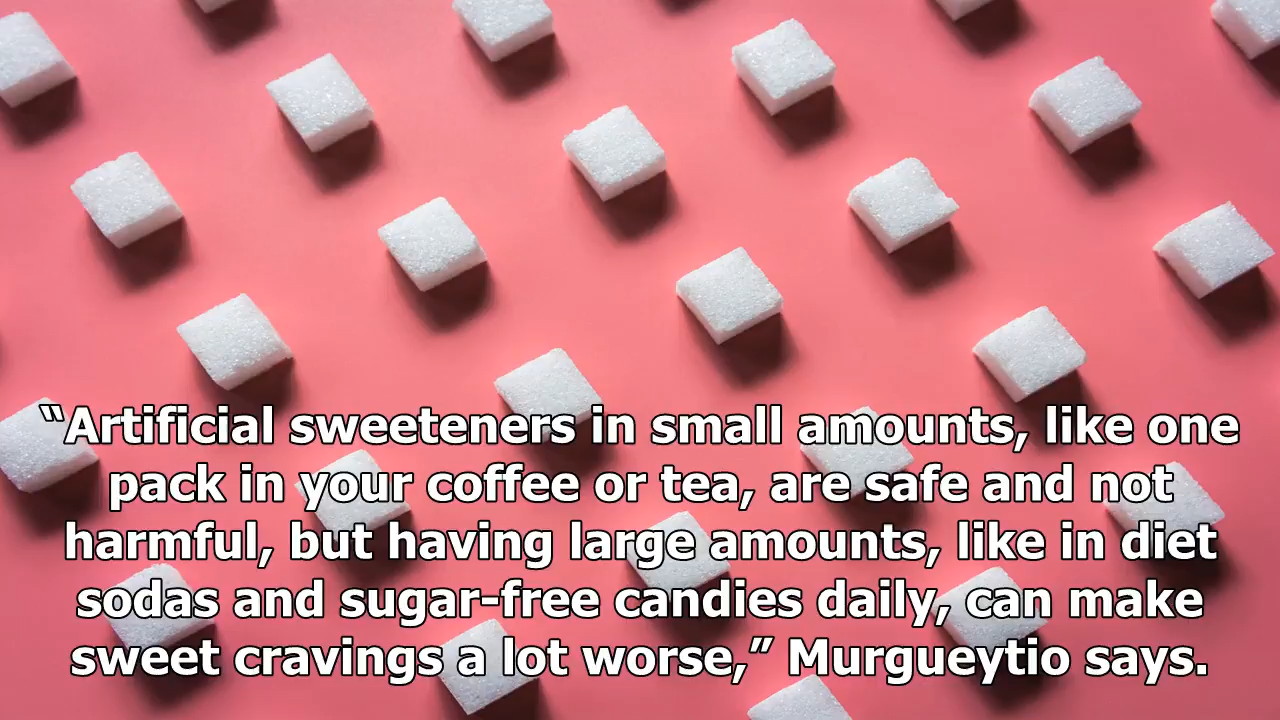 “Artificial sweeteners in small amounts, like one
pack in your coffee or tea, are safe and not
harmful, but having large amounts, like in diet
sodas and sugar-free candies daily, can make
sweet cravings a lot worse,” Murgueytio says.